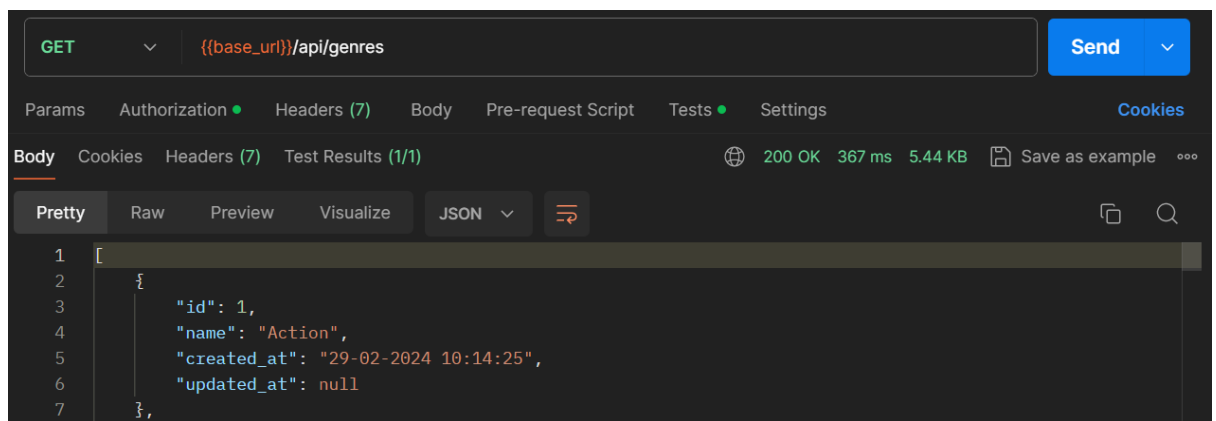 GET {{base_url}}/api/genres Send
Params Authorization Headers (7) Body Pre-request Script Tests Settings Cookies
Body Cookies Headers (7) Test Results (1/1) 200 OK 367 ms 5.44 KB Save as example
Pretty Raw Preview Visualize JSON
1 [
2 {
3 "id": 1,
4 "name": "Action",
5 "created_at": "29-02-2024 10:14:25",
6 "updated_at": null
7 },